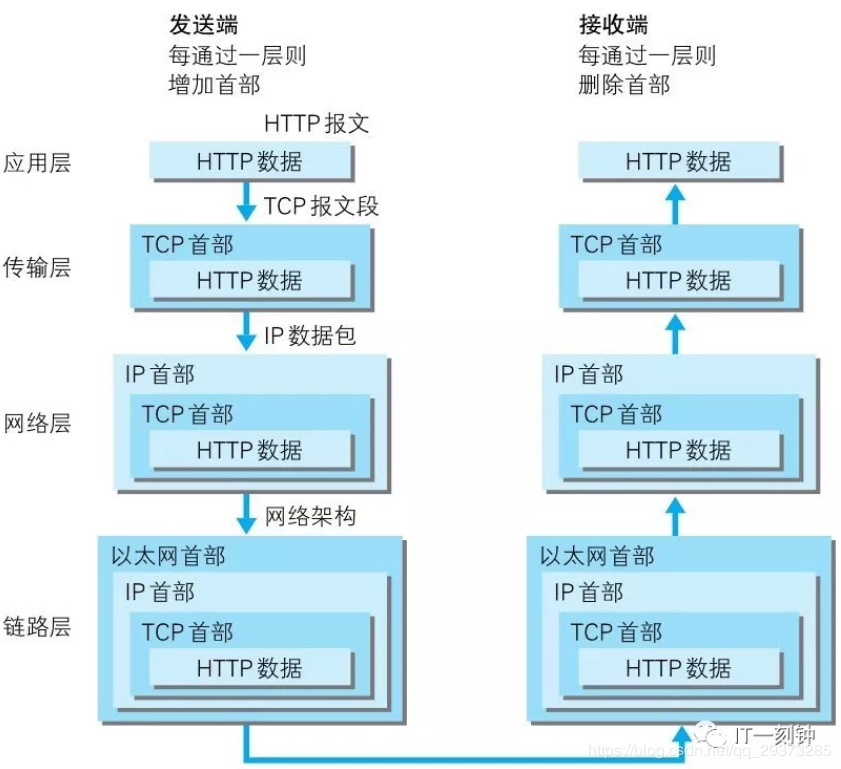 发送端
每通过一层则
增加首部
接收端
每通过一层则
删除首部
HTTP 报文
应用层
HTTP 数据
HTTP 数据
TCP 报文段
传输层
TCP 首部
HTTP 数据
TCP 首部
HTTP 数据
IP 数据包
网络层
IP 首部
TCP 首部
HTTP 数据
IP 首部
TCP 首部
HTTP 数据
网络架构
链路层
以太网首部
IP 首部
TCP 首部
HTTP 数据
以太网首部
IP 首部
TCP 首部
HTTP 数据
IT一刻钟
https://blog.csdn.net/qq_29373285